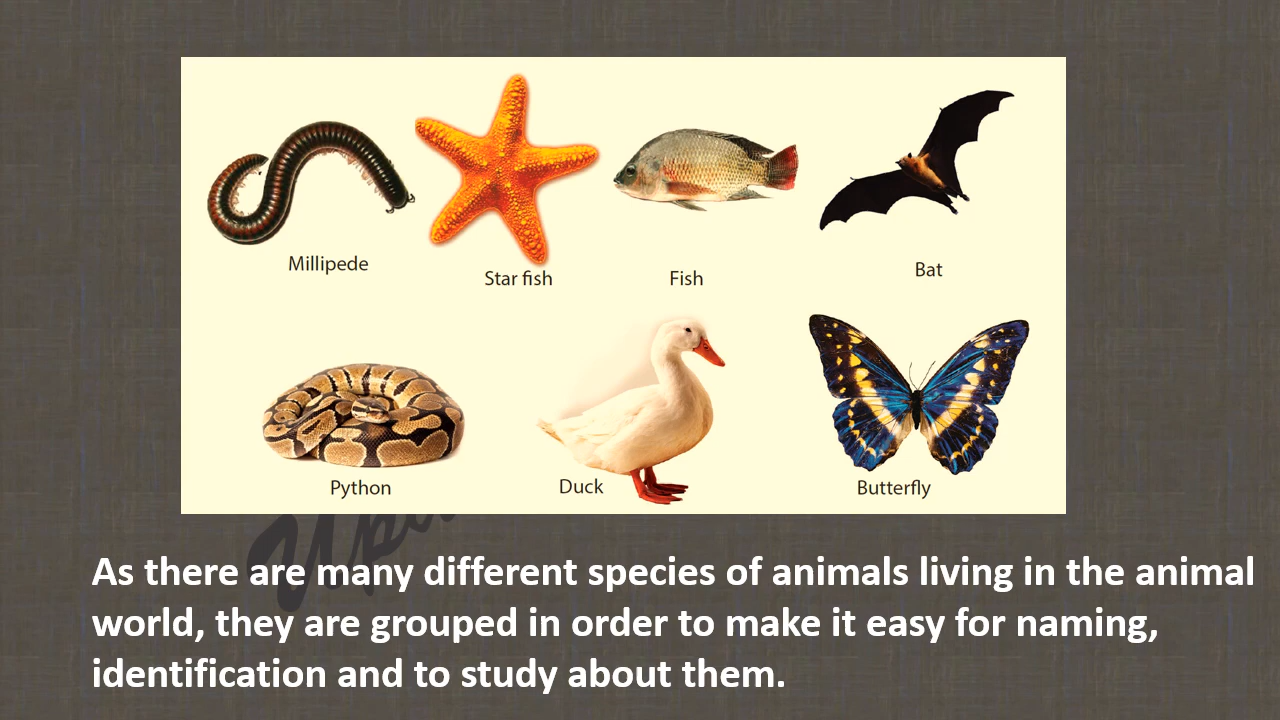 Millipede
Star fish
Fish
Bat
Python
Duck
Butterfly
As there are many different species of animals living in the animal
world, they are grouped in order to make it easy for naming,
identification and to study about them.